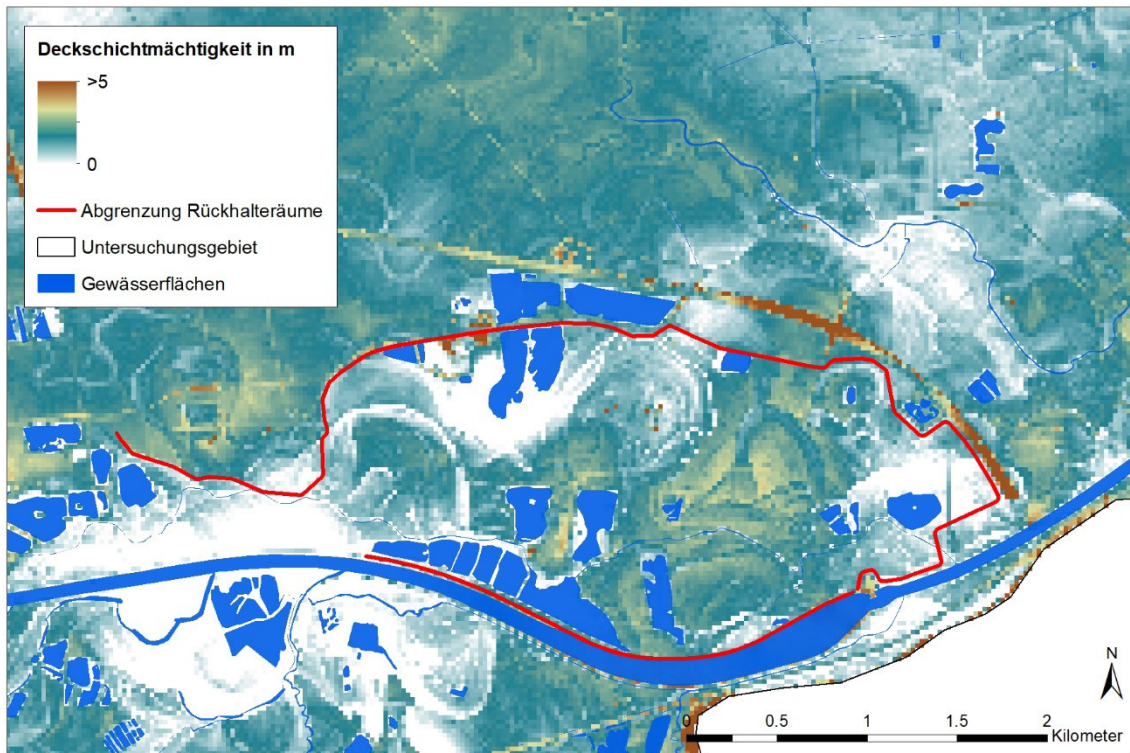 Deckschichtmächtigkeit in m
>5
0
Abgrenzung Rückhalteräume
Untersuchungsgebiet
Gewässerflächen
N
0 0.5 1 1.5 2
Kilometer